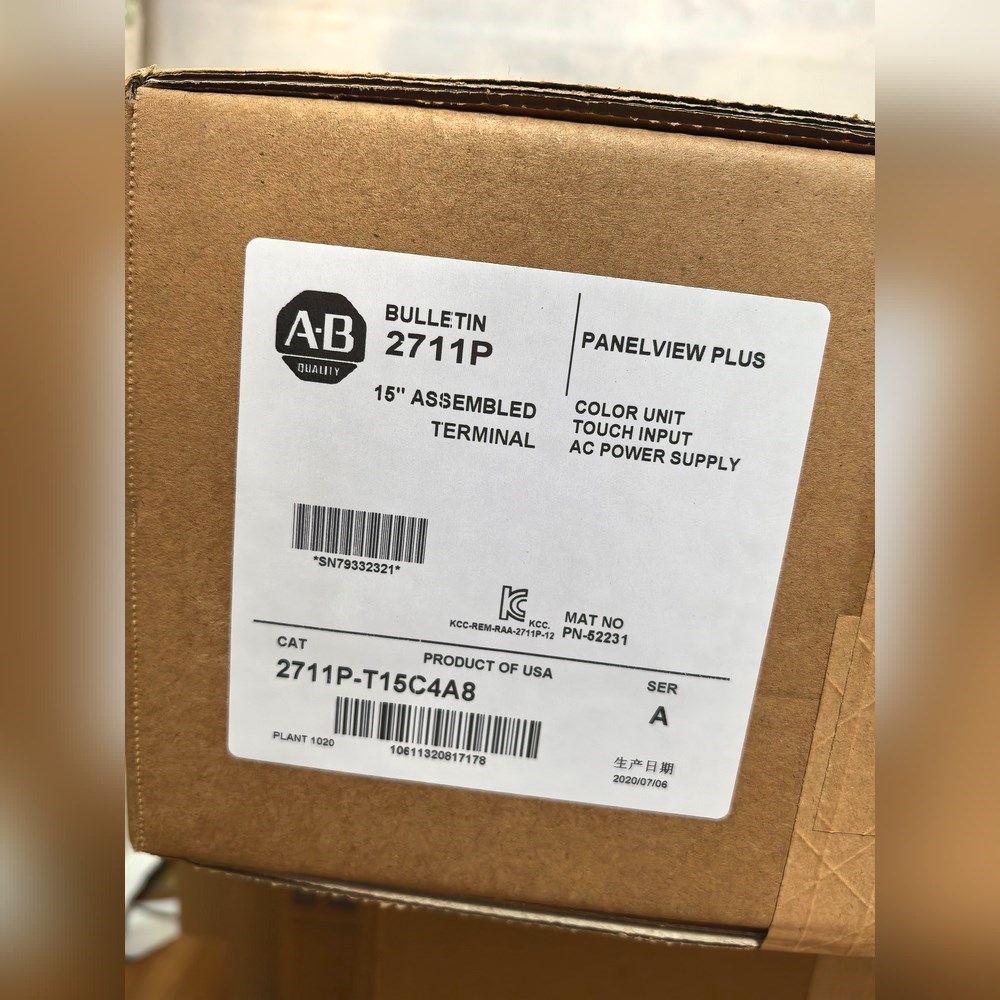 A-B
QUALITY
BULLETIN
2711P
PANELVIEW PLUS
15" ASSEMBLED
TERMINAL
COLOR UNIT
TOUCH INPUT
AC POWER SUPPLY
*SN79332321*
KCC.
KCC-REM-RAA-2711P-12
MAT NO
PN-52231
CAT
PRODUCT OF USA
2711P-T15C4A8
SER
A
PLANT 1020
10611320817178
生产日期
2020/07/06